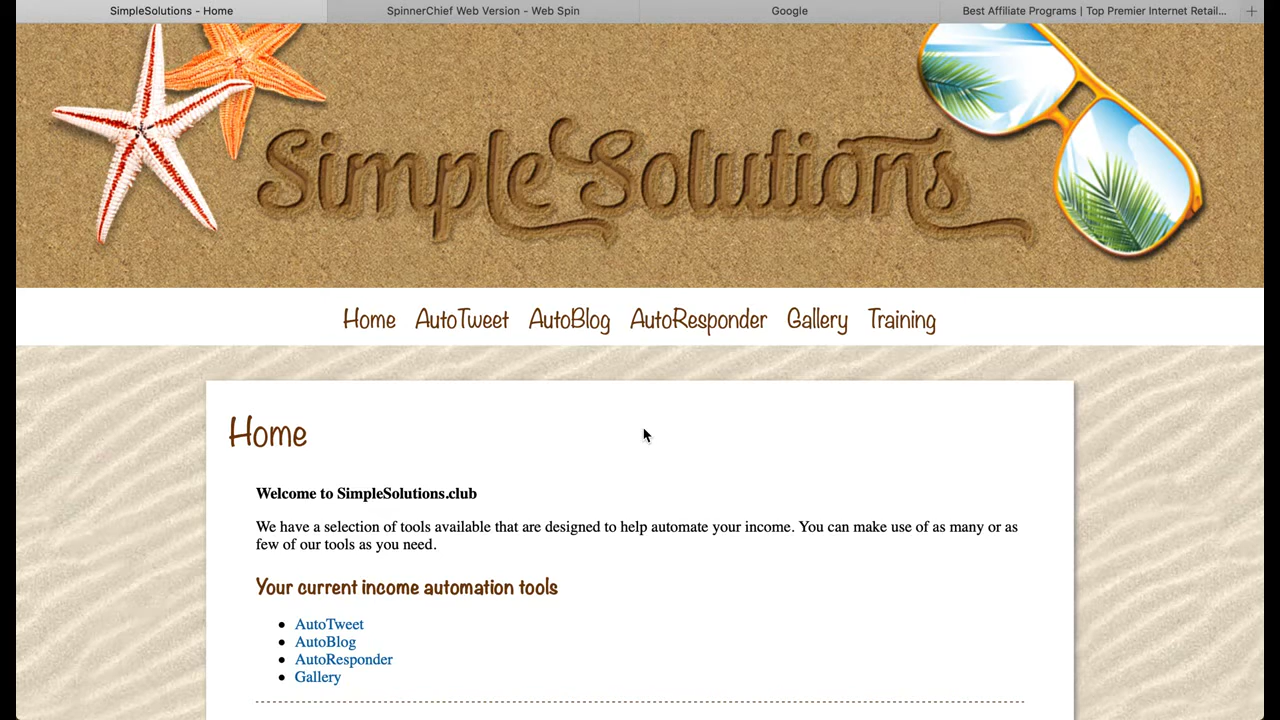 SimpleSolutions - Home
SpinnerChief Web Version - Web Spin
Google
Best Affiliate Programs | Top Premier Internet Retail...
SimpleSolutions
Home AutoTweet AutoBlog AutoResponder Gallery Training
Home
Welcome to SimpleSolutions.club
We have a selection of tools available that are designed to help automate your income. You can make use of as many or as
few of our tools as you need.
Your current income automation tools
AutoTweet
AutoBlog
AutoResponder
Gallery